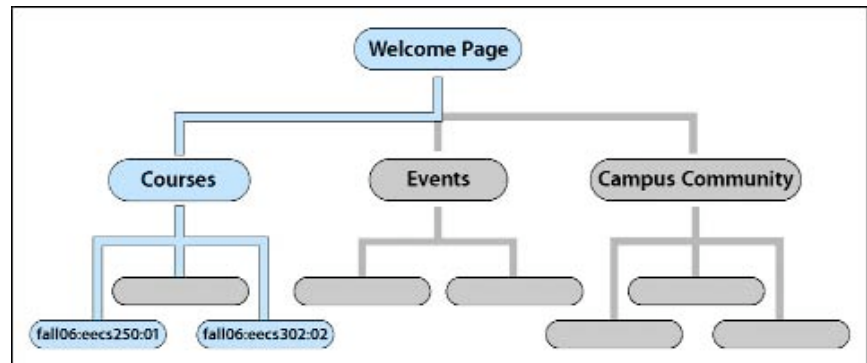 Welcome Page
Courses
Events
Campus Community
fall06:eecs250:01
fall06:eecs302:02